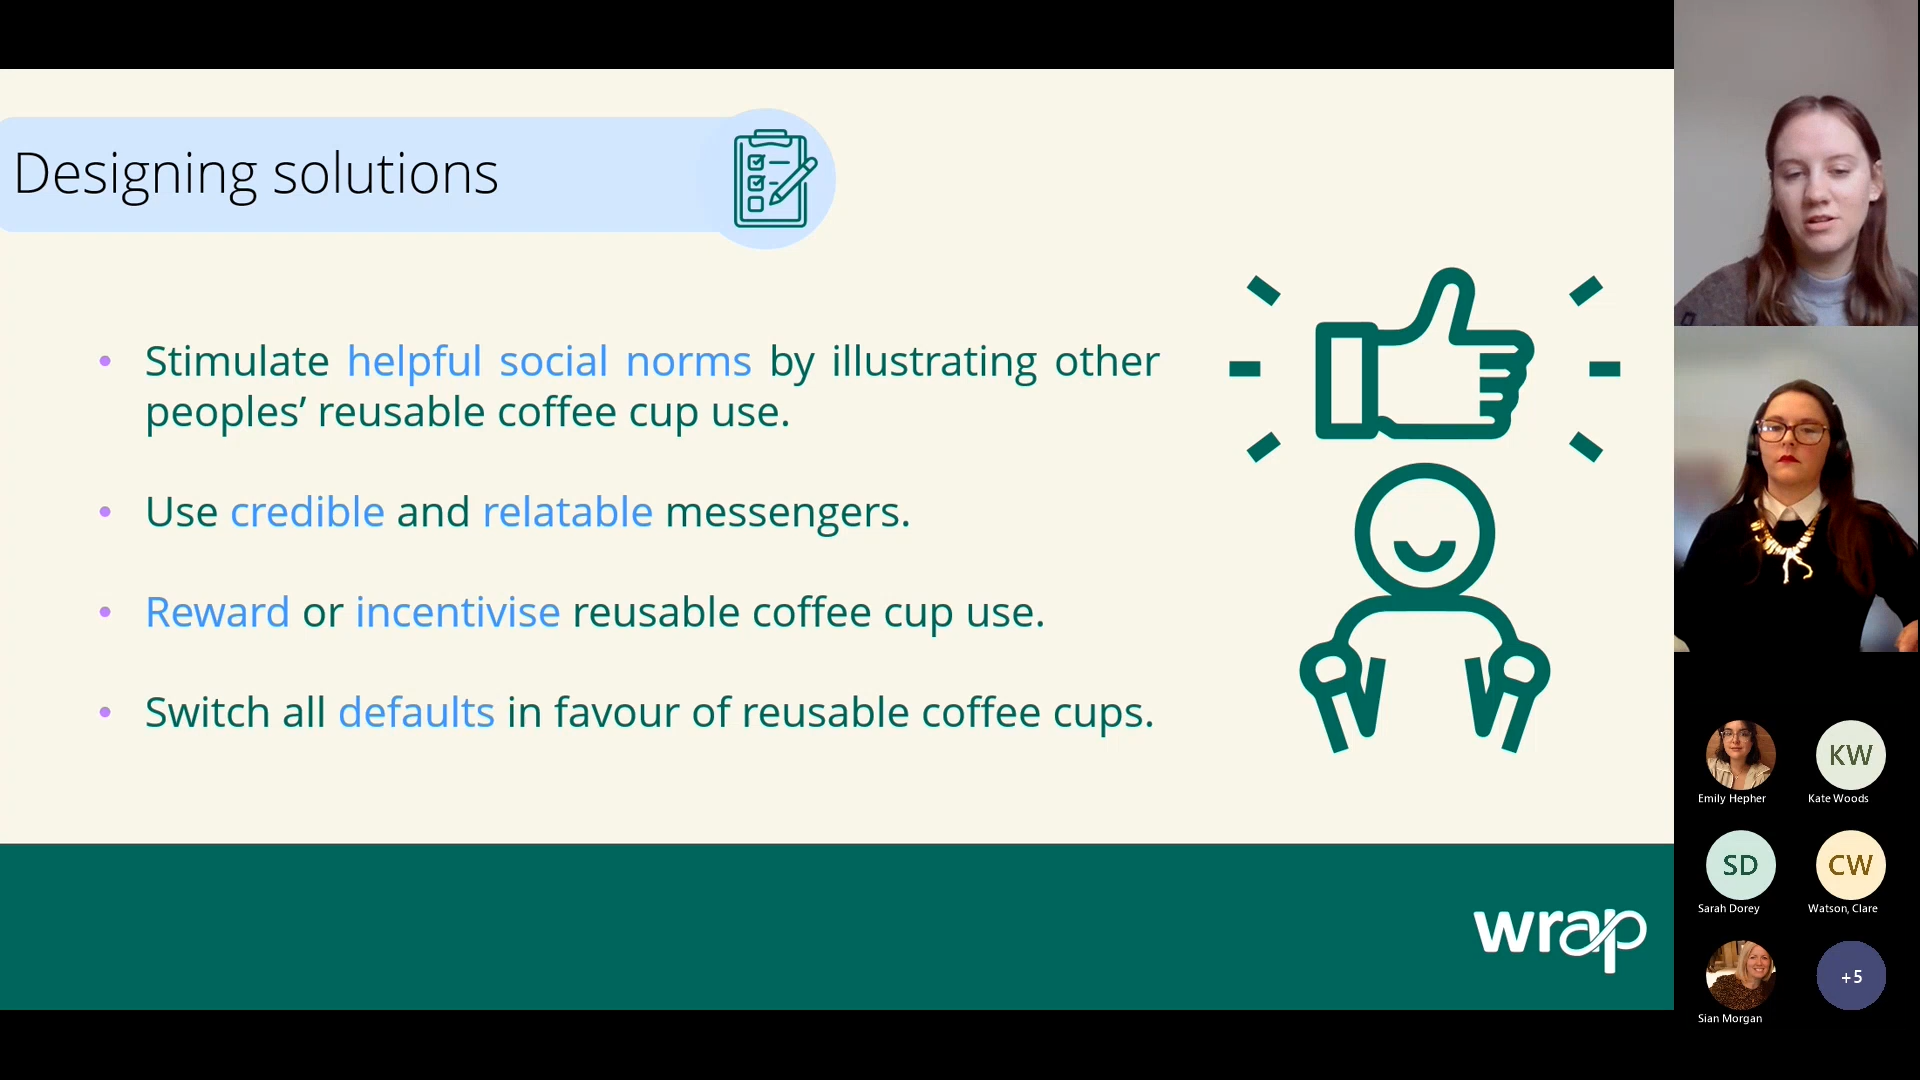 Designing solutions
• Stimulate helpful social norms by illustrating other
peoples’ reusable coffee cup use.
• Use credible and relatable messengers.
• Reward or incentivise reusable coffee cup use.
• Switch all defaults in favour of reusable coffee cups.
wrap
Emily Hepher
KW
Kate Woods
SD
Sarah Dorey
CW
Watson, Clare
Sian Morgan
+5